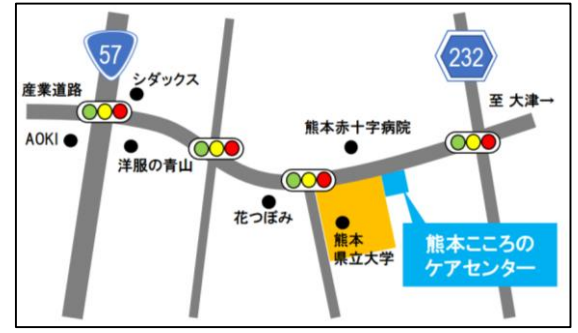 57
232
シダックス
産業道路
至 大津→
熊本赤十字病院
AOKI
洋服の青山
花つぼみ
熊本
県立大学
熊本こころの
ケアセンター